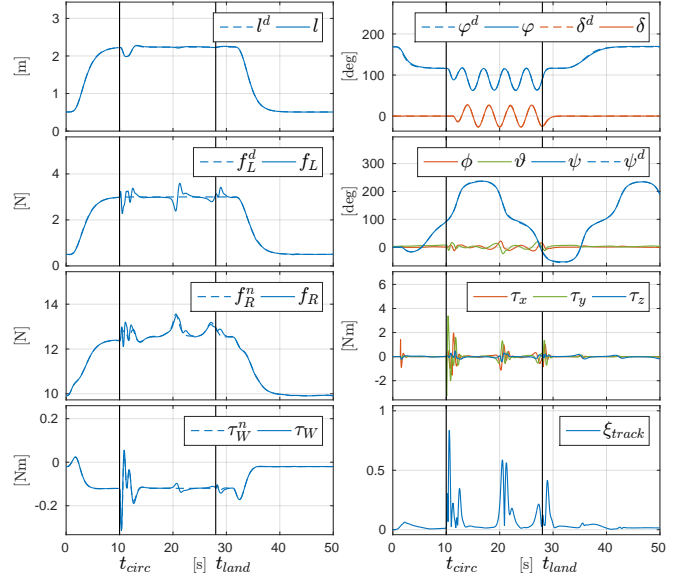 l^d l
[m]
3
2
1
0
φ^d φ δ^d δ
[deg]
200
100
0
f_L^d f_L
[N]
4
2
0
ϕ ϑ ψ ψ^d
[deg]
300
200
100
0
f_R^n f_R
[N]
14
13
12
11
10
τ_x τ_y τ_z
[Nm]
2
0
-2
τ_W^n τ_W
[Nm]
0.2
0
-0.2
0 10 20 30 40 50
t_circ [s] t_land
ξ_track
1
0.5
0
0 10 20 30 40 50
t_circ [s] t_land